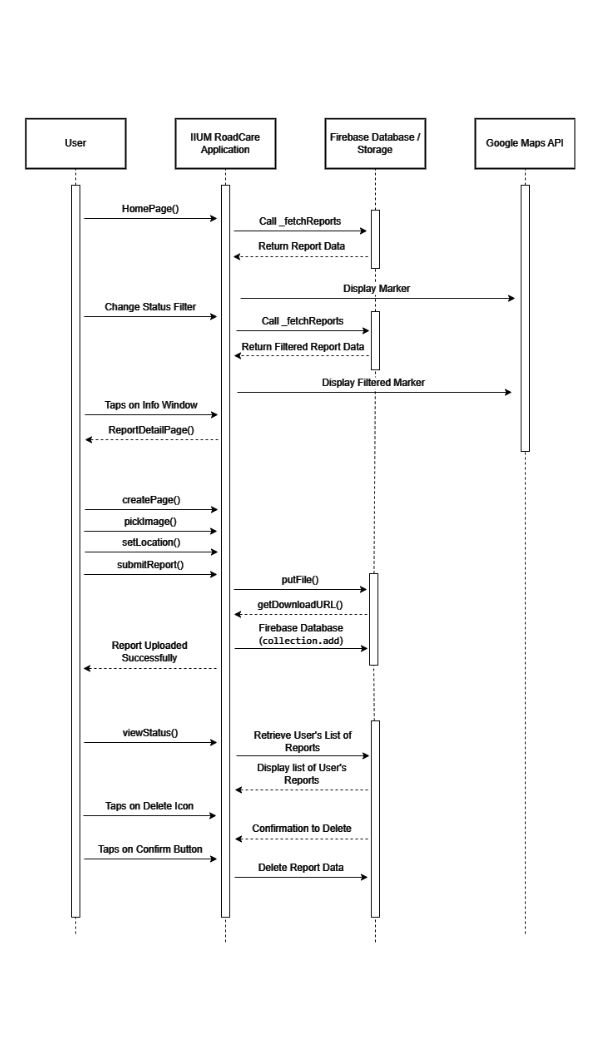 User
IIUM RoadCare
Application
Firebase Database /
Storage
Google Maps API
HomePage()
Call _fetchReports
Return Report Data
Display Marker
Change Status Filter
Call _fetchReports
Return Filtered Report Data
Display Filtered Marker
Taps on Info Window
ReportDetailPage()
createPage()
pickImage()
setLocation()
submitReport()
putFile()
getDownloadURL()
Firebase Database
(collection.add)
Report Uploaded
Successfully
viewStatus()
Retrieve User's List of
Reports
Display list of User's
Reports
Taps on Delete Icon
Confirmation to Delete
Taps on Confirm Button
Delete Report Data